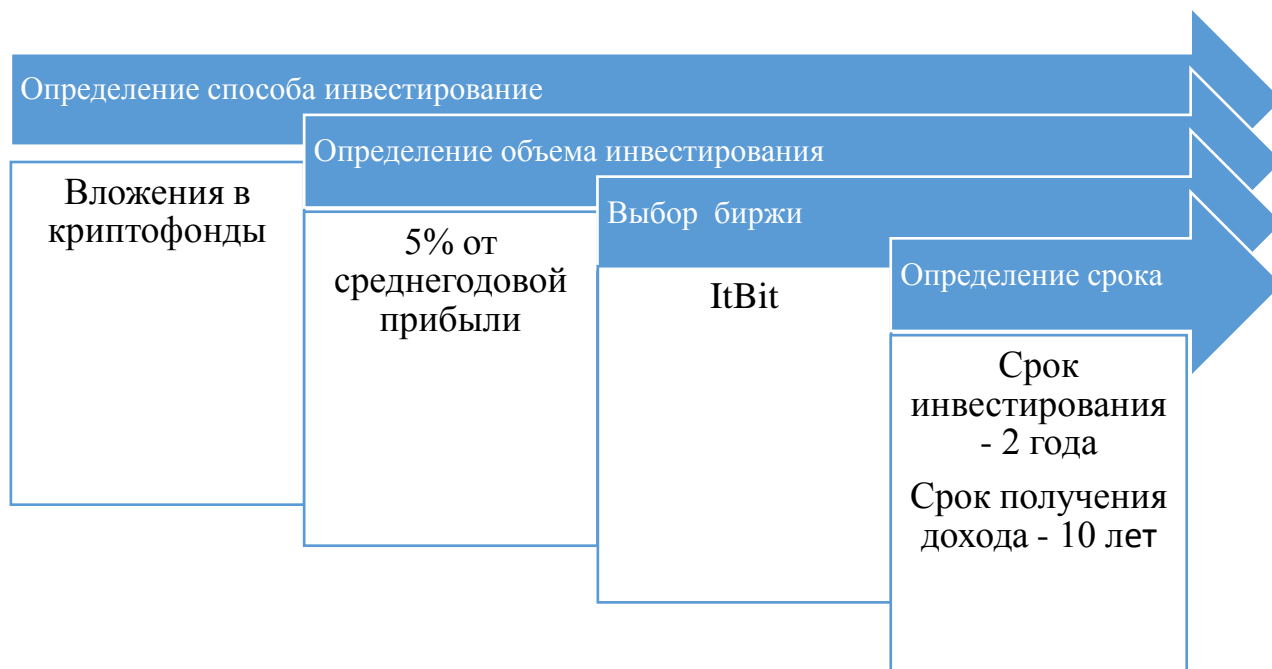 Определение способа инвестирование
Вложения в
криптофонды
Определение объема инвестирования
5% от
среднегодовой
прибыли
Выбор  биржи
ItBit
Определение срока
Срок
инвестирования
- 2 года
Срок получения
дохода - 10 лет